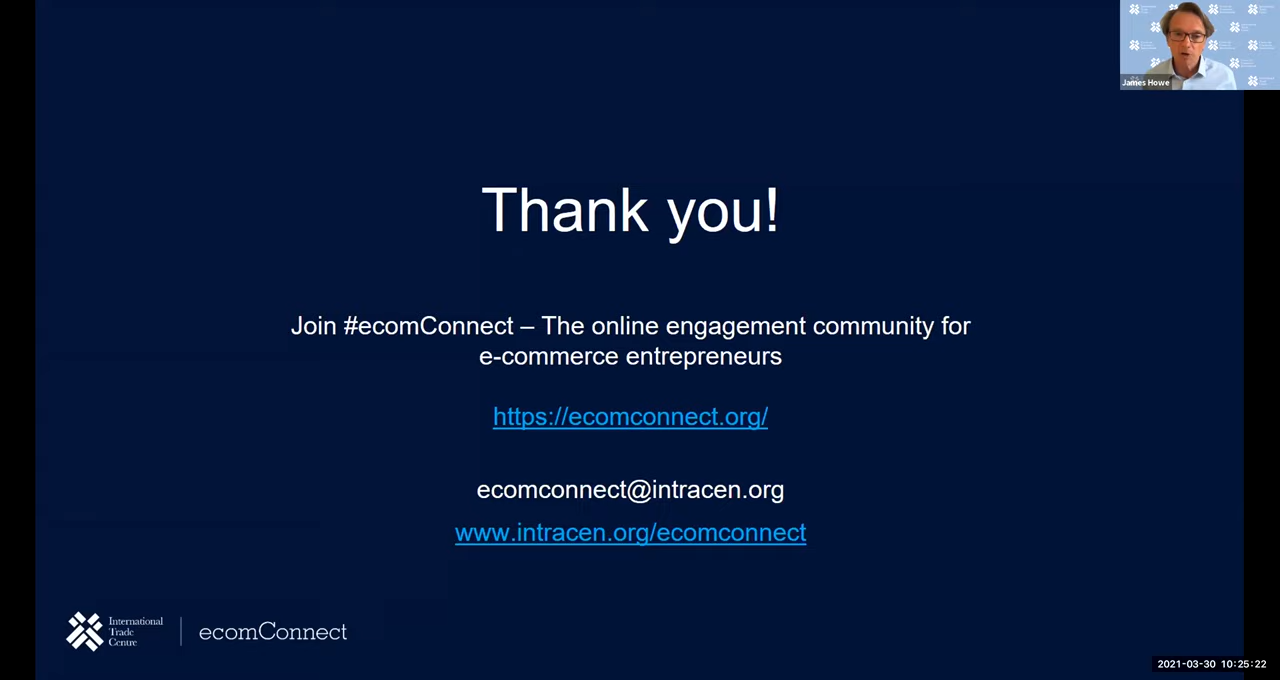 James Howe
Thank you!
Join #ecomConnect – The online engagement community for
e-commerce entrepreneurs
https://ecomconnect.org/
ecomconnect@intracen.org
www.intracen.org/ecomconnect
International
Trade
Centre
ecomConnect
2021-03-30 10:25:22